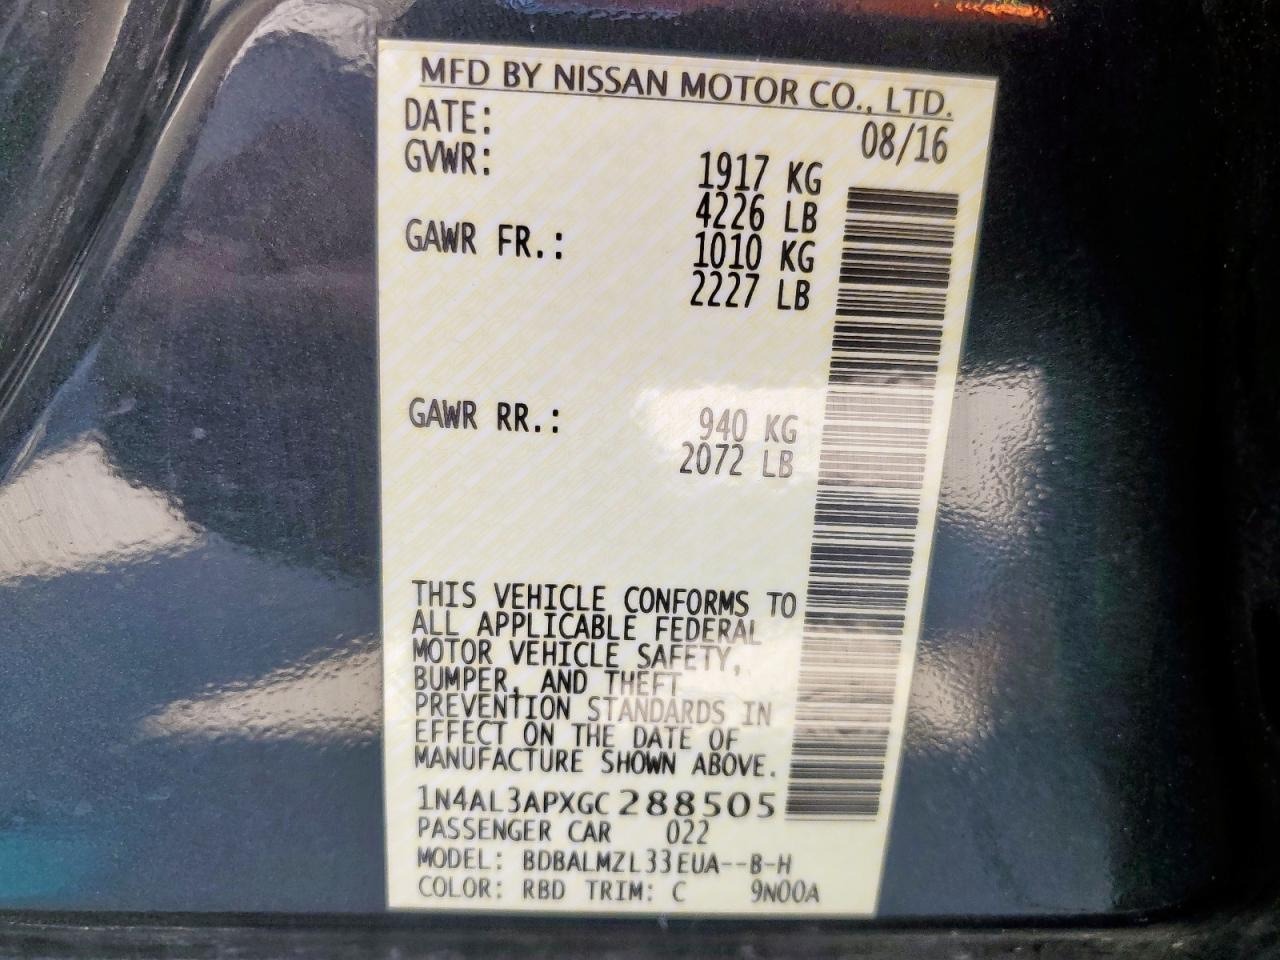 MFD BY NISSAN MOTOR CO., LTD.
DATE: 08/16
GVWR: 1917 KG
4226 LB
GAWR FR.: 1010 KG
2227 LB
GAWR RR.: 940 KG
2072 LB
THIS VEHICLE CONFORMS TO
ALL APPLICABLE FEDERAL
MOTOR VEHICLE SAFETY,
BUMPER, AND THEFT
PREVENTION STANDARDS IN
EFFECT ON THE DATE OF
MANUFACTURE SHOWN ABOVE.
1N4AL3APXGC288505
PASSENGER CAR 022
MODEL: BDBALMZL33EUA--B-H
COLOR: RBD TRIM: C 9N00A